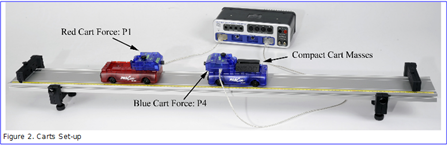 Red Cart Force: P1
Compact Cart Masses
Blue Cart Force: P4
Figure 2. Carts Set-up